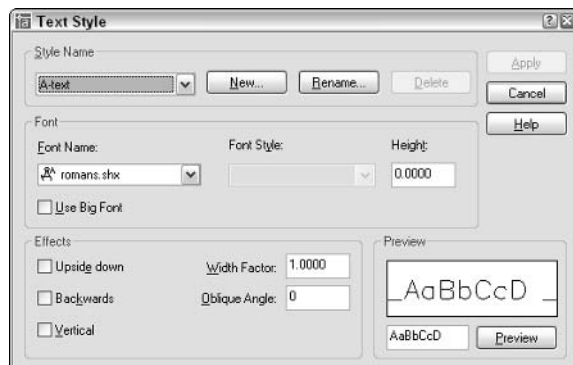 Text Style
Style Name
A-text
New...
Rename...
Delete
Apply
Cancel
Help
Font
Font Name:
Font Style:
Height:
romans.shx
0.0000
Use Big Font
Effects
Upside down
Width Factor:
1.0000
Backwards
Oblique Angle:
0
Vertical
Preview
AaBbCcD
AaBbCcD
Preview